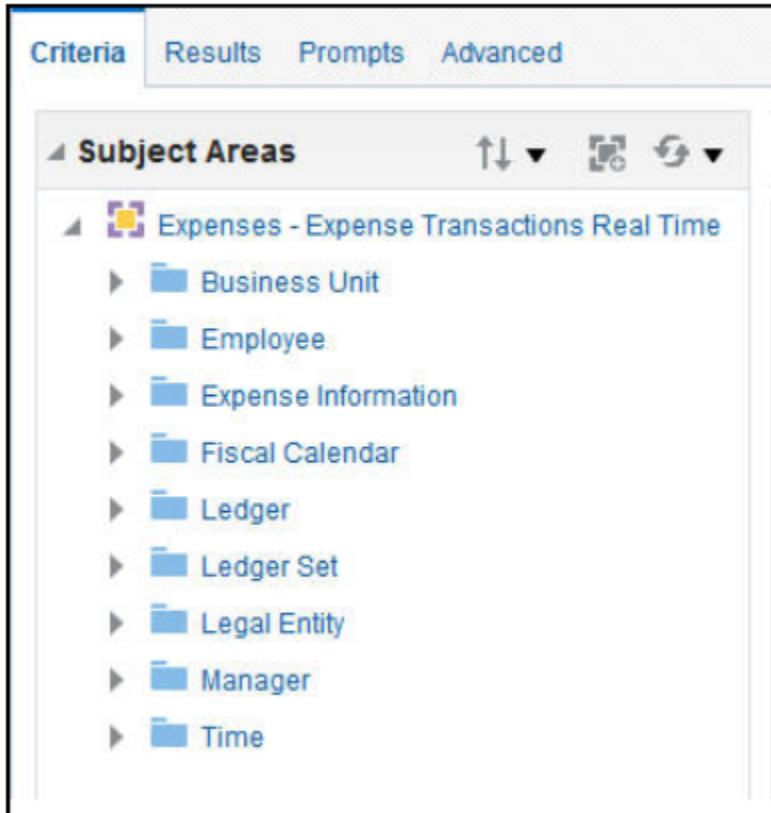 Criteria Results Prompts Advanced
Subject Areas
Expenses - Expense Transactions Real Time
Business Unit
Employee
Expense Information
Fiscal Calendar
Ledger
Ledger Set
Legal Entity
Manager
Time